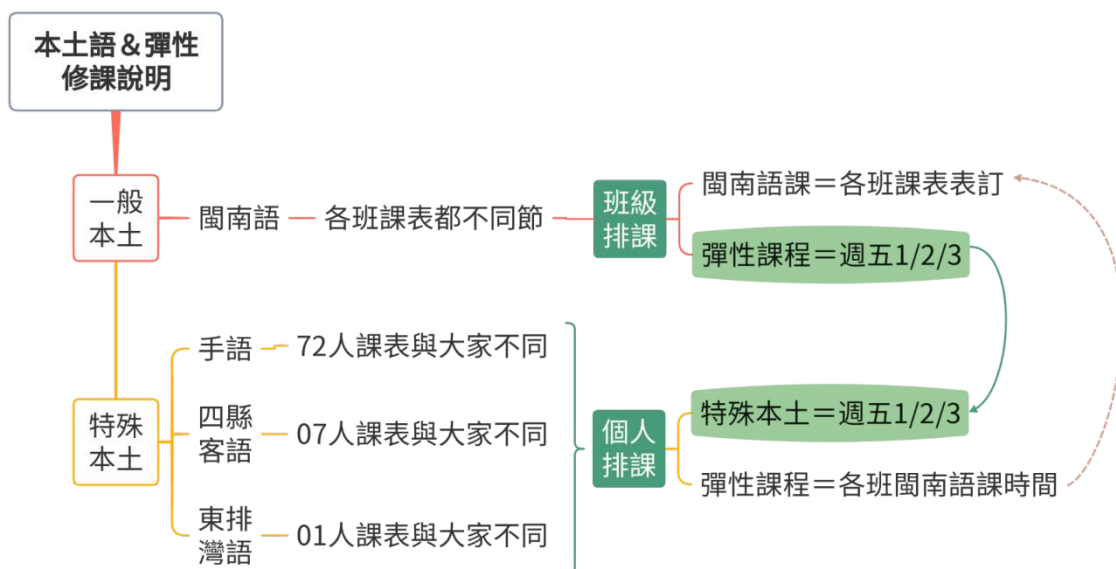 本土語＆彈性
修課說明
一般
本土
閩南語
各班課表都不同節
班級
排課
閩南語課＝各班課表表訂
彈性課程＝週五1/2/3
特殊
本土
手語
72人課表與大家不同
四縣
客語
07人課表與大家不同
東排
灣語
01人課表與大家不同
個人
排課
特殊本土＝週五1/2/3
彈性課程＝各班閩南語課時間